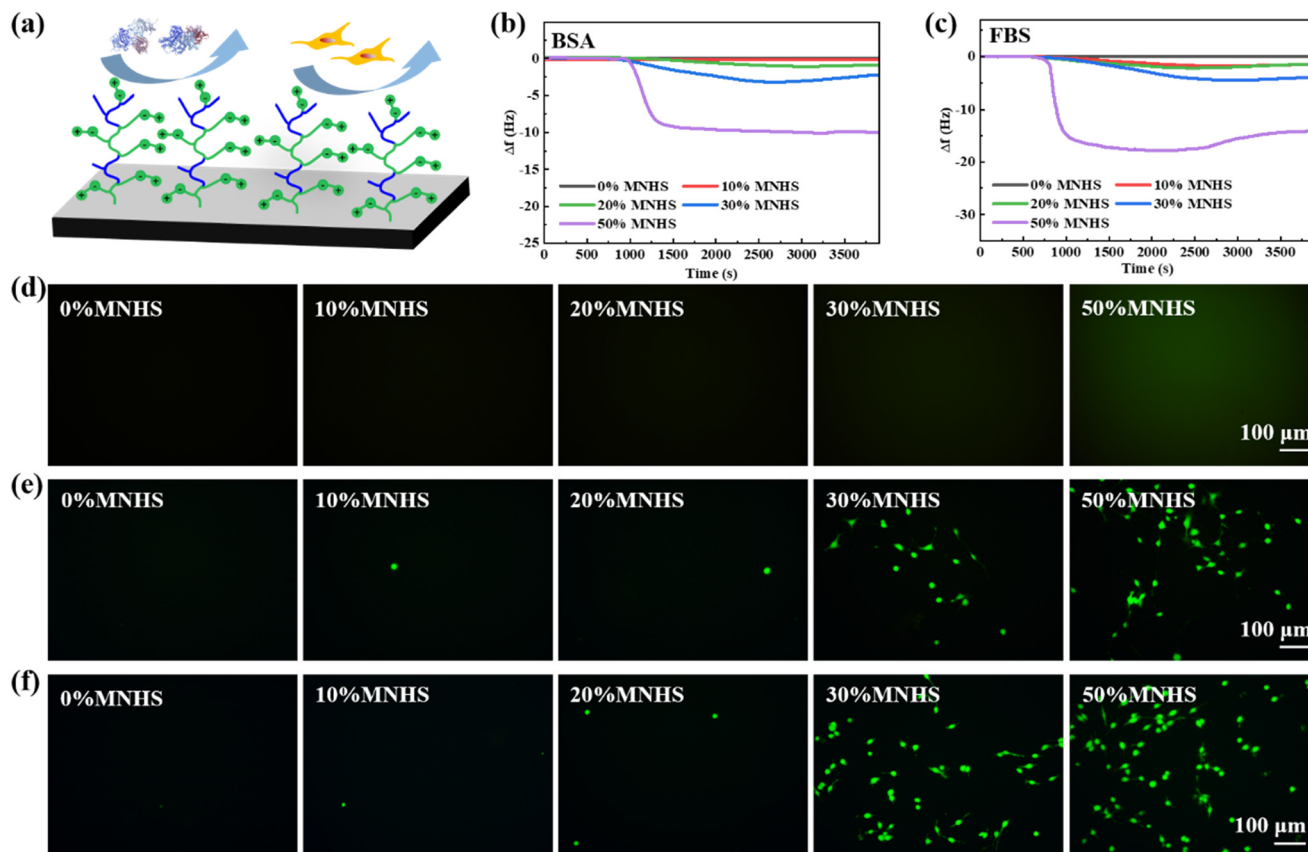 (a)
(b)
BSA
0
-5
-10
-15
-20
-25
Δf (Hz)
0% MNHS
10% MNHS
20% MNHS
30% MNHS
50% MNHS
0 500 1000 1500 2000 2500 3000 3500
Time (s)
(c)
FBS
0
-10
-20
-30
Δf (Hz)
0% MNHS
10% MNHS
20% MNHS
30% MNHS
50% MNHS
0 500 1000 1500 2000 2500 3000 3500
Time (s)
(d)
0%MNHS
10%MNHS
20%MNHS
30%MNHS
50%MNHS
100 μm
(e)
0%MNHS
10%MNHS
20%MNHS
30%MNHS
50%MNHS
100 μm
(f)
0%MNHS
10%MNHS
20%MNHS
30%MNHS
50%MNHS
100 μm